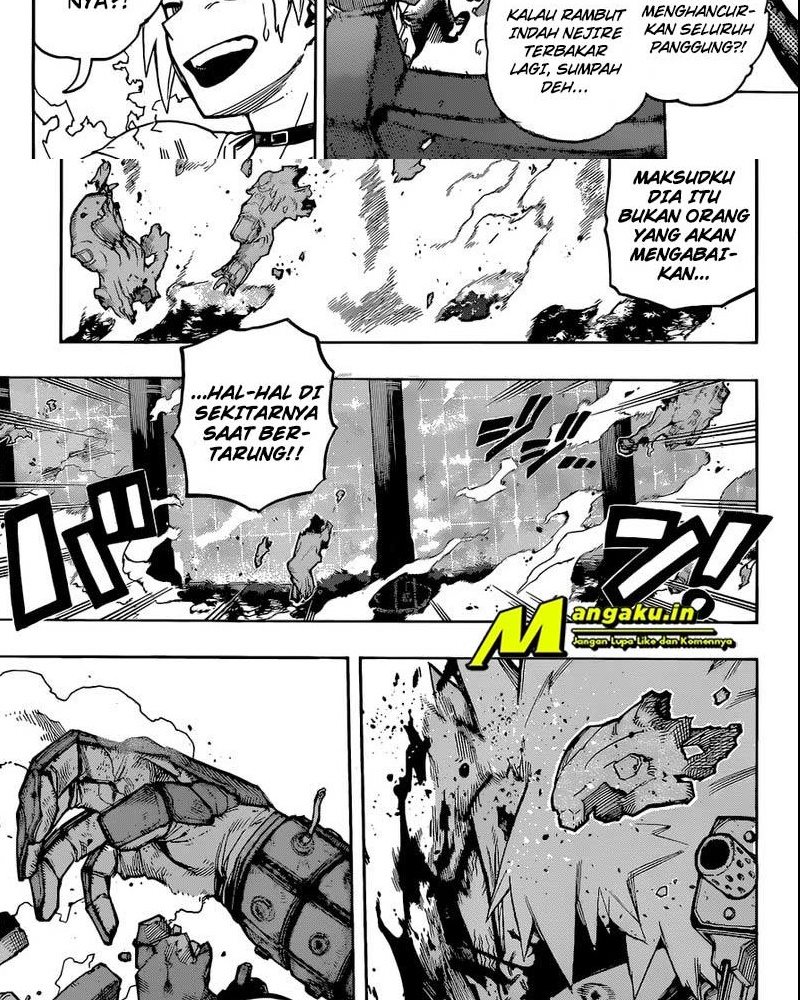 NYA?!
KALAU RAMBUT
INDAH NEJIRE
TERBAKAR
LAGI, SUMPAH
DEH...
MENGHANCUR-
KAN SELURUH
PANGGUNG?!
MAKSUDKU
DIA ITU
BUKAN ORANG
YANG AKAN
MENGABAI-
KAN...
...HAL-HAL DI
SEKITARNYA
SAAT BER-
TARUNG!!
Mangaku.in
Jangan Lupa Like dan Komennya